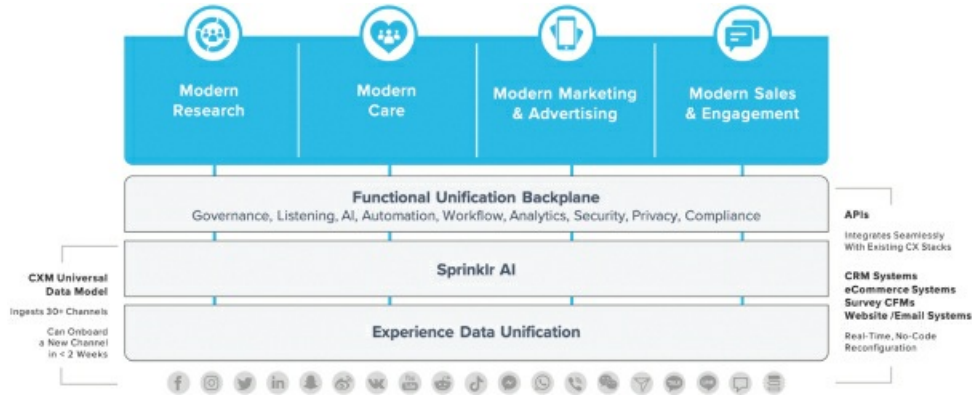 Modern
Research
Modern
Care
Modern Marketing
& Advertising
Modern Sales
& Engagement
Functional Unification Backplane
Governance, Listening, AI, Automation, Workflow, Analytics, Security, Privacy, Compliance
Sprinklr AI
Experience Data Unification
CXM Universal
Data Model
Ingests 30+ Channels
Can Onboard
a New Channel
in < 2 Weeks
APIs
Integrates Seamlessly
With Existing CX Stacks
CRM Systems
eCommerce Systems
Survey CFMs
Website /Email Systems
Real-Time, No-Code
Reconfiguration